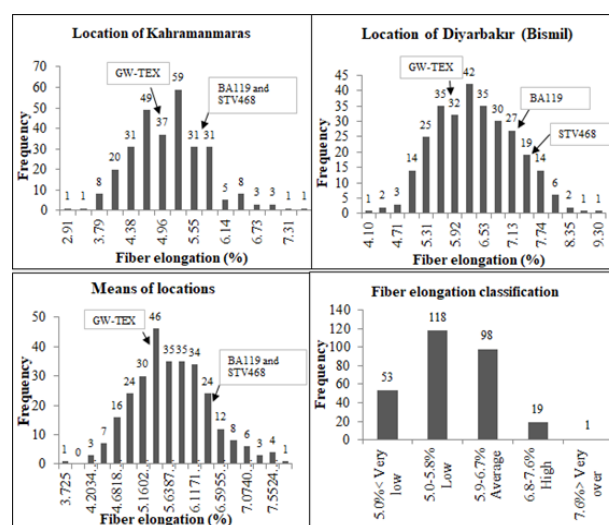 Location of Kahramanmaras
Frequency
70
60
50
40
30
20
10
0
GW-TEX
BA119 and
STV468
1 1 8 20 31 49 37 59 31 31 5 8 3 3 1 1
2.91 3.79 4.38 4.96 5.55 6.14 6.73 7.31
Fiber elongation (%)
Location of Diyarbakır (Bismil)
Frequency
45
40
35
30
25
20
15
10
5
0
GW-TEX
BA119
STV468
1 2 3 14 25 35 32 42 35 30 27 19 14 6 2 1 1
4.10 4.71 5.31 5.92 6.53 7.13 7.74 8.35 9.30
Fiber elongation (%)
Means of locations
Frequency
50
40
30
20
10
0
GW-TEX
BA119 and
STV468
1 0 3 7 16 24 30 46 35 35 34 24 12 8 6 3 4 1
3.725 4.2034.. 4.6818.. 5.1602.. 5.6387.. 6.1171.. 6.5955.. 7.0740.. 7.5524..
Fiber elongation (%)
Fiber elongation classification
Frequency
140
120
100
80
60
40
20
0
53 118 98 19 1
5.0%< Very
low
5.0-5.8%
Low
5.9-6.7%
Average
6.8-7.6%
High
7.6%> Very
over